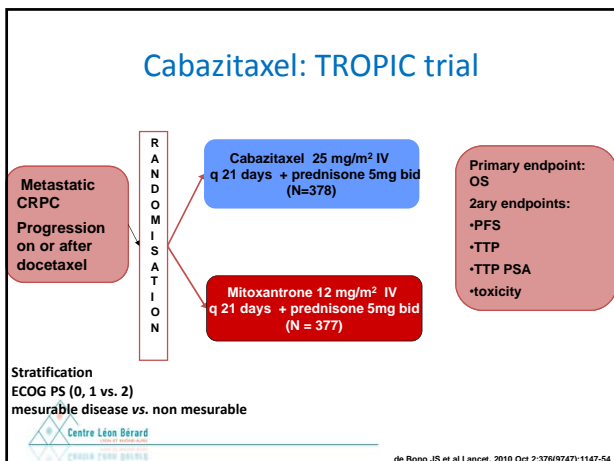 Cabazitaxel: TROPIC trial
Metastatic
CRPC
Progression
on or after
docetaxel
R
A
N
D
O
M
I
S
A
T
I
O
N
Cabazitaxel 25 mg/m² IV
q 21 days + prednisone 5mg bid
(N=378)
Mitoxantrone 12 mg/m² IV
q 21 days + prednisone 5mg bid
(N = 377)
Primary endpoint:
OS
2ary endpoints:
•PFS
•TTP
•TTP PSA
•toxicity
Stratification
ECOG PS (0, 1 vs. 2)
mesurable disease vs. non mesurable
Centre Léon Bérard
de Bono JS et al Lancet. 2010 Oct 2;376(9747):1147-54